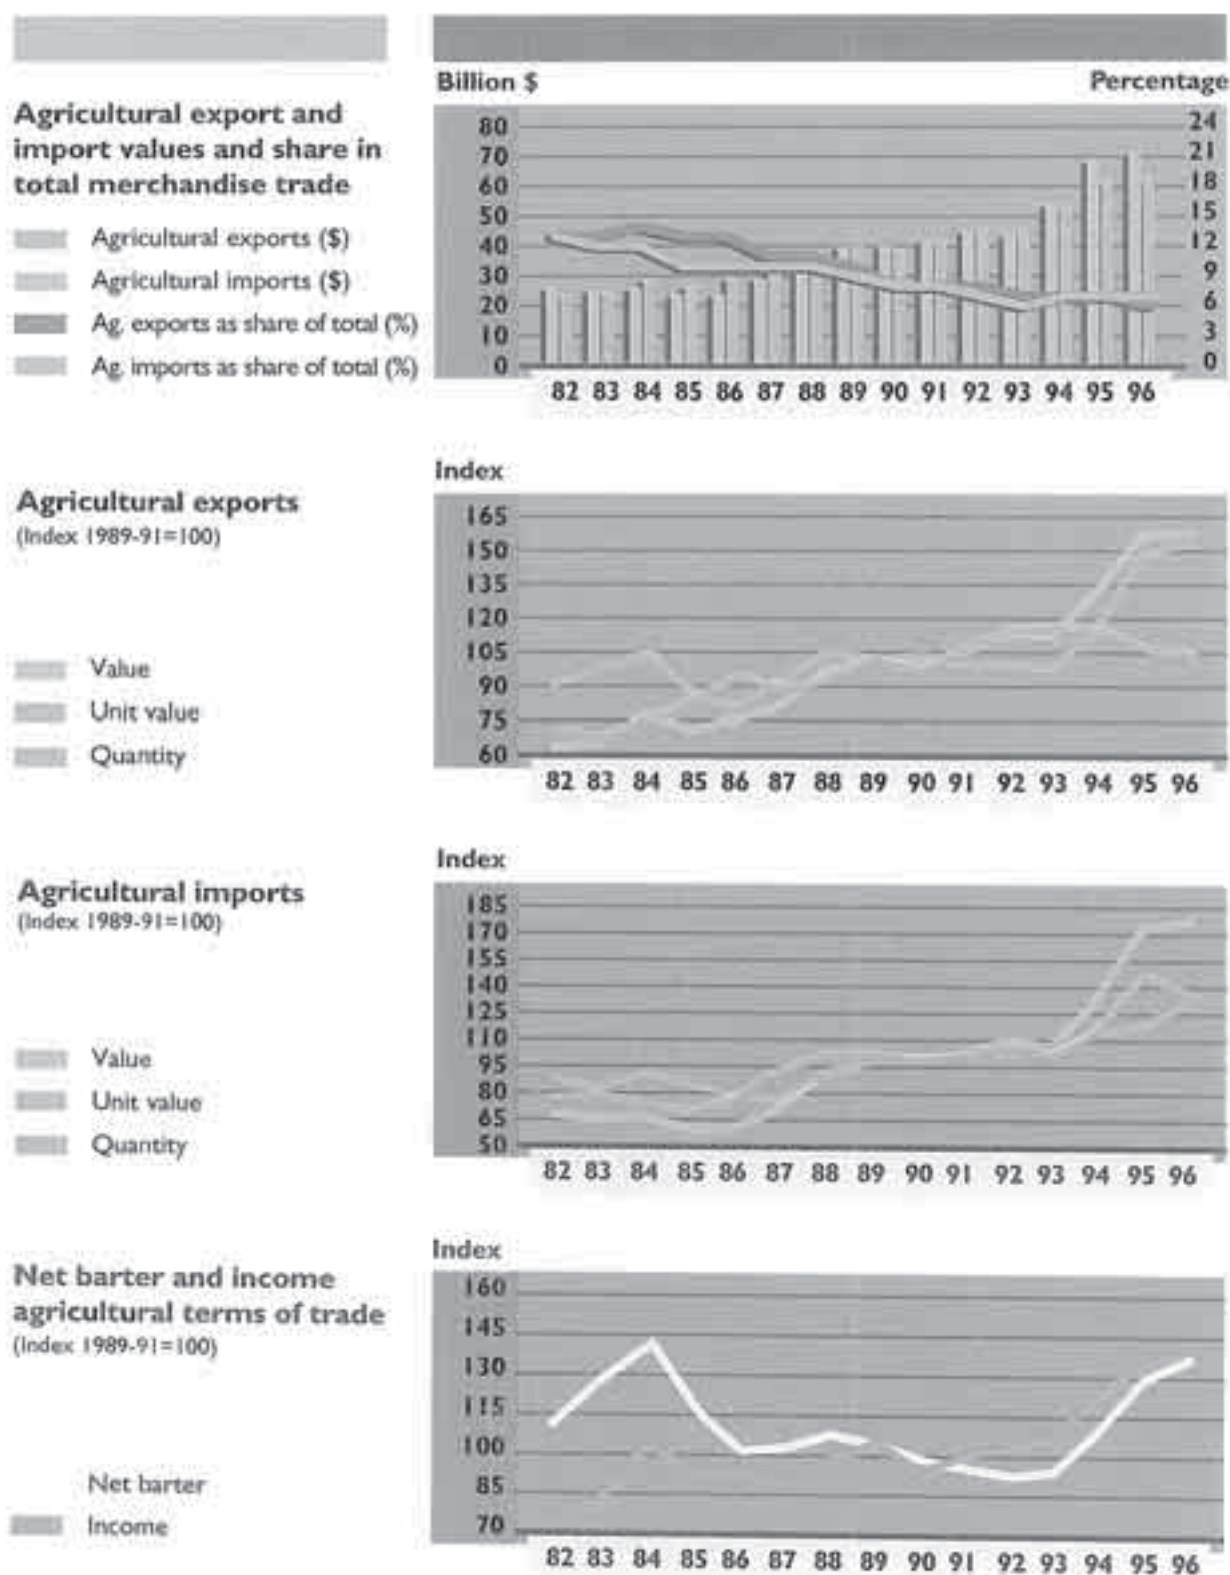 Billion $ Percentage
Agricultural export and
import values and share in
total merchandise trade
Agricultural exports ($)
Agricultural imports ($)
Ag. exports as share of total (%)
Ag. imports as share of total (%)
80 24
70 21
60 18
50 15
40 12
30 9
20 6
10 3
0 0
82 83 84 85 86 87 88 89 90 91 92 93 94 95 96
Index
Agricultural exports
(Index 1989-91=100)
Value
Unit value
Quantity
165
150
135
120
105
90
75
60
82 83 84 85 86 87 88 89 90 91 92 93 94 95 96
Index
Agricultural imports
(Index 1989-91=100)
Value
Unit value
Quantity
185
170
155
140
125
110
95
80
65
50
82 83 84 85 86 87 88 89 90 91 92 93 94 95 96
Index
Net barter and income
agricultural terms of trade
(Index 1989-91=100)
Net barter
Income
160
145
130
115
100
85
70
82 83 84 85 86 87 88 89 90 91 92 93 94 95 96